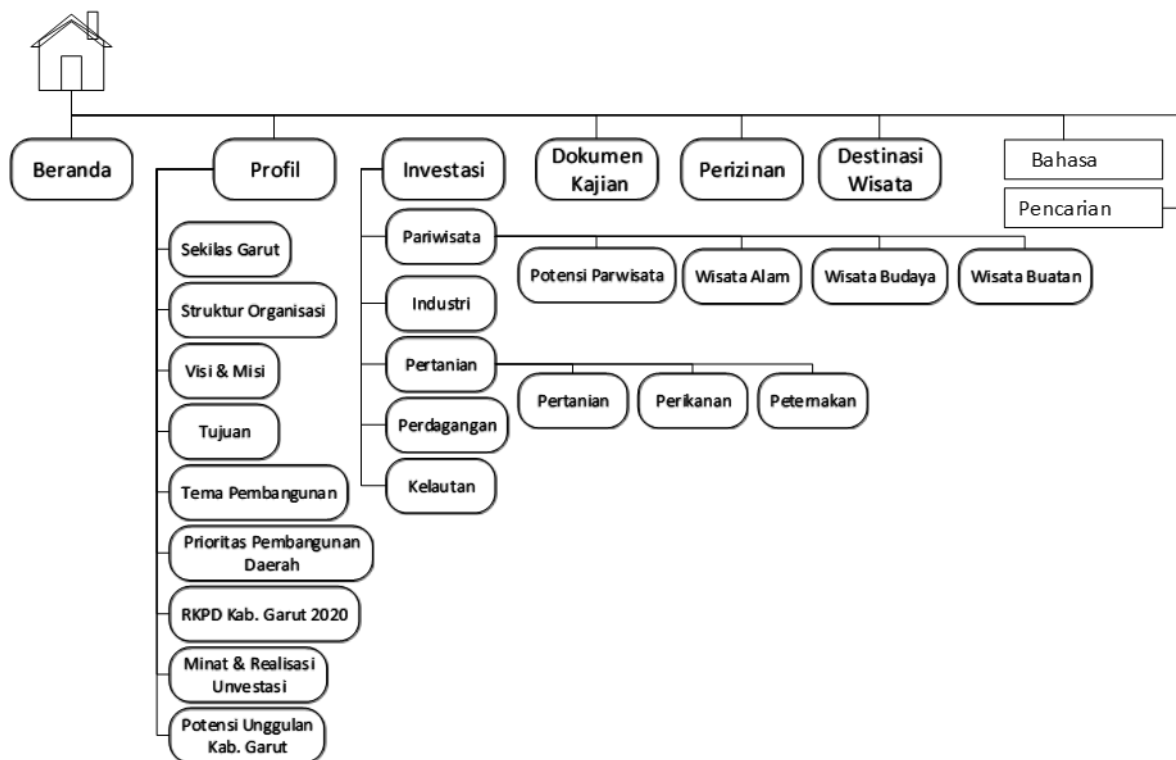 Beranda
Profil
Investasi
Dokumen
Kajian
Perizinan
Destinasi
Wisata
Bahasa
Pencarian
Sekilas Garut
Struktur Organisasi
Visi & Misi
Tujuan
Tema Pembangunan
Prioritas Pembangunan
Daerah
RKPD Kab. Garut 2020
Minat & Realisasi
Unvestasi
Potensi Unggulan
Kab. Garut
Pariwisata
Potensi Parwisata
Wisata Alam
Wisata Budaya
Wisata Buatan
Industri
Pertanian
Pertanian
Perikanan
Peternakan
Perdagangan
Kelautan